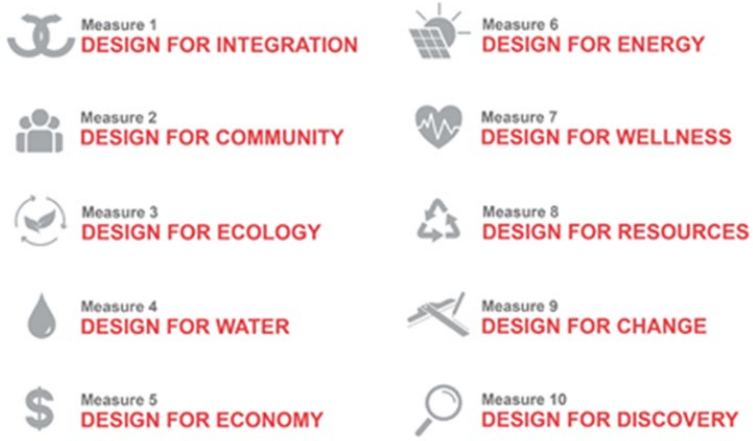 Measure 1
DESIGN FOR INTEGRATION
Measure 2
DESIGN FOR COMMUNITY
Measure 3
DESIGN FOR ECOLOGY
Measure 4
DESIGN FOR WATER
$
Measure 5
DESIGN FOR ECONOMY
Measure 6
DESIGN FOR ENERGY
Measure 7
DESIGN FOR WELLNESS
Measure 8
DESIGN FOR RESOURCES
Measure 9
DESIGN FOR CHANGE
Measure 10
DESIGN FOR DISCOVERY